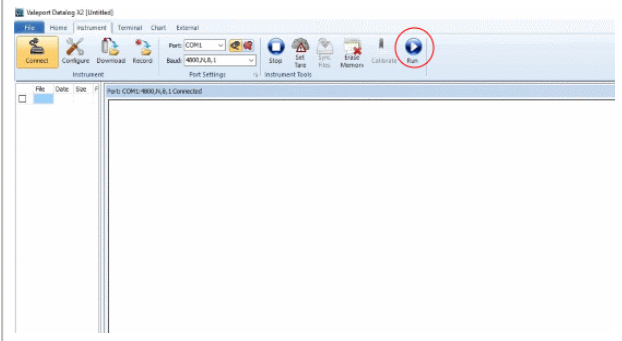 Valeport Datalog X2 [Untitled]
File Home Instrument Terminal Chart External
Connect Configure Download Record Port: COM1 Baud: 4800,N,8,1 Stop Set Tare Sync Files Erase Memory Calibrate Run
Instrument Port Settings Instrument Tools
File Date Size F Port: COM1:4800,N,8,1 Connected